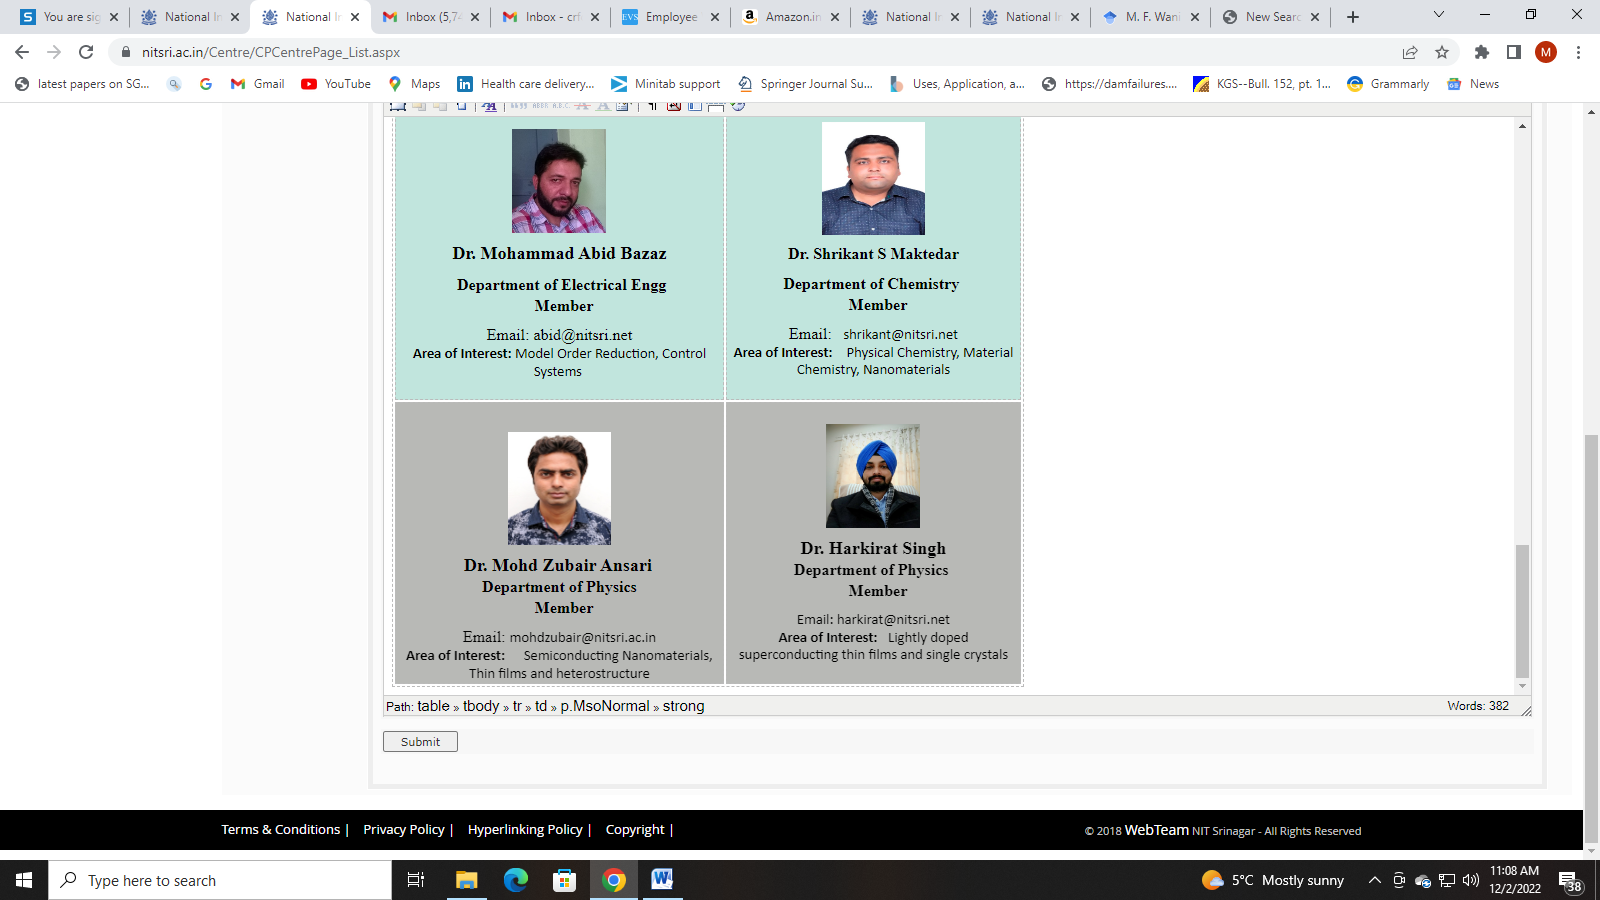 You are sig
National In
National In
Inbox (5,74
Inbox - crf
Employee
Amazon.in
National In
National In
M. F. Wani
New Searc
nitsri.ac.in/Centre/CPCentrePage_List.aspx
M
latest papers on SG...
Gmail
YouTube
Maps
Health care delivery...
Minitab support
Springer Journal Su...
Uses, Application, a...
https://damfailures....
KGS--Bull. 152, pt. 1...
Grammarly
News
Dr. Mohammad Abid Bazaz
Department of Electrical Engg
Member
Email: abid@nitsri.net
Area of Interest: Model Order Reduction, Control
Systems
Dr. Shrikant S Maktedar
Department of Chemistry
Member
Email: shrikant@nitsri.net
Area of Interest: Physical Chemistry, Material
Chemistry, Nanomaterials
Dr. Mohd Zubair Ansari
Department of Physics
Member
Email: mohdzubair@nitsri.ac.in
Area of Interest: Semiconducting Nanomaterials,
Thin films and heterostructure
Dr. Harkirat Singh
Department of Physics
Member
Email: harkirat@nitsri.net
Area of Interest: Lightly doped
superconducting thin films and single crystals
Path: table » tbody » tr » td » p.MsoNormal » strong
Words: 382
Submit
Terms & Conditions | Privacy Policy | Hyperlinking Policy | Copyright |
© 2018 WebTeam NIT Srinagar - All Rights Reserved
Type here to search
5°C Mostly sunny
11:08 AM
12/2/2022
38